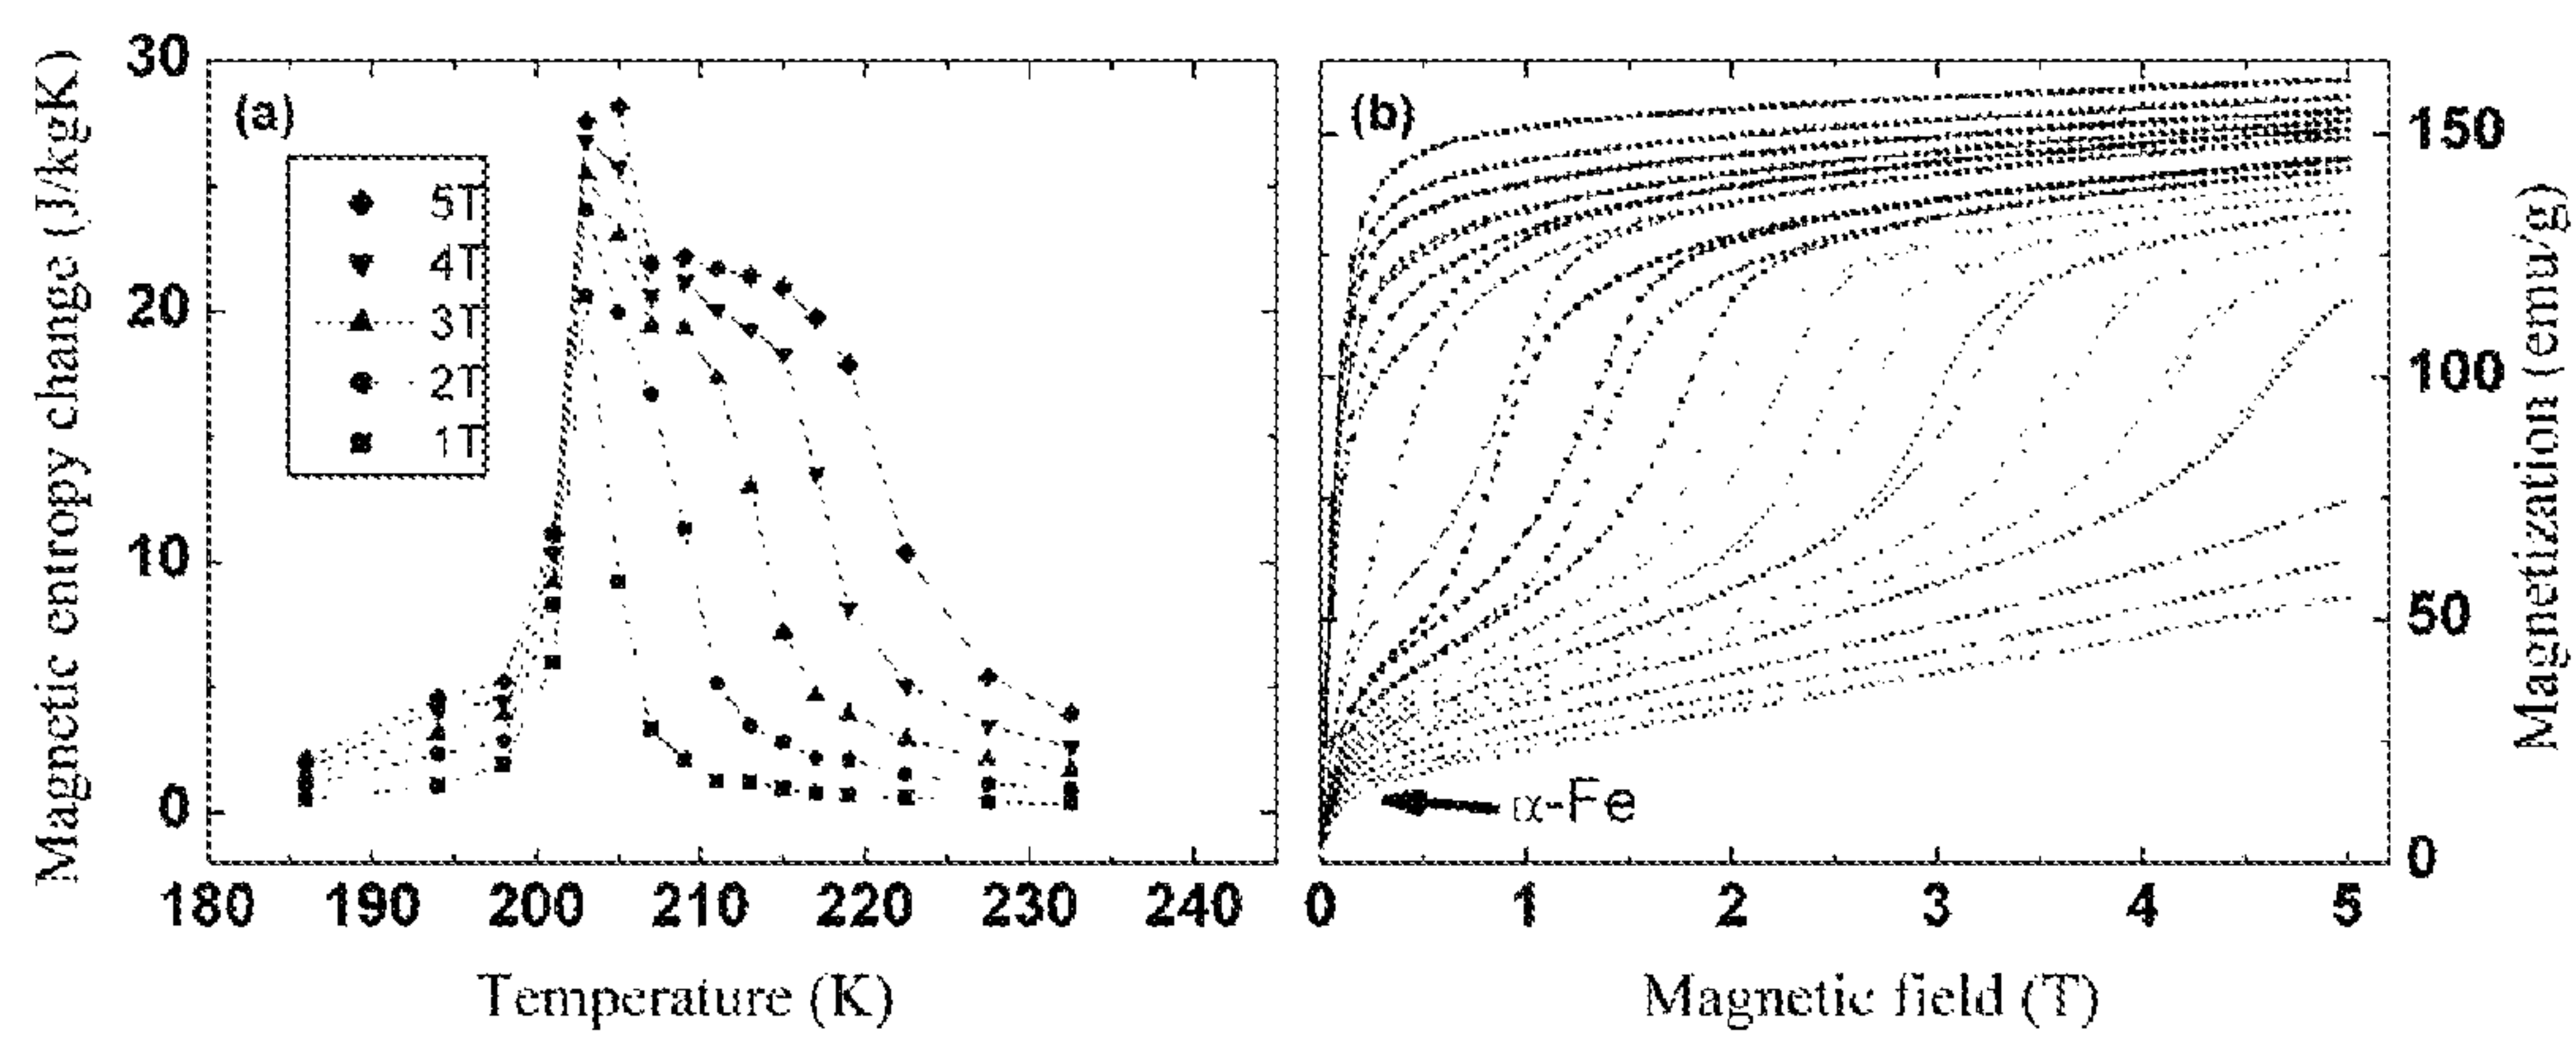 Magnetic entropy change (J/kgK)
30
20
10
0
(a)
5T
4T
3T
2T
1T
180 190 200 210 220 230 240
Temperature (K)
(b)
α-Fe
0 1 2 3 4 5
Magnetic field (T)
150
100
50
0
Magnetization (emu/g)